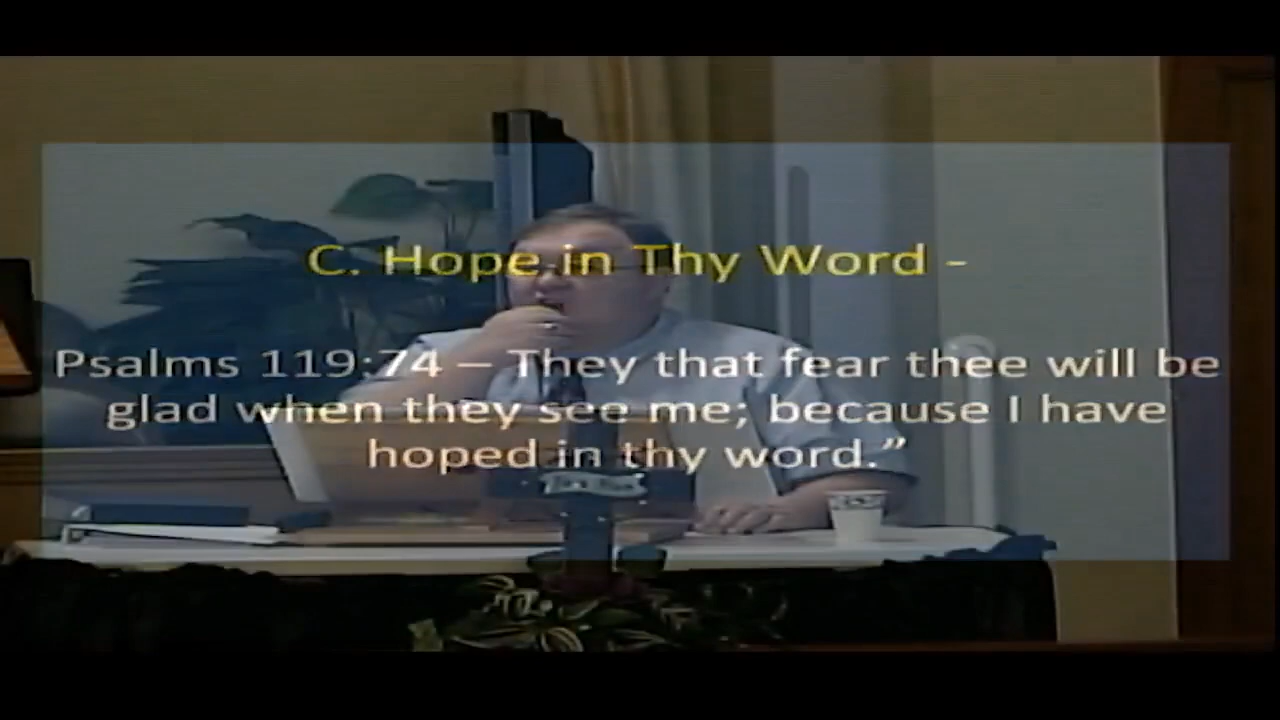 C. Hope in Thy Word -
Psalms 119:74 – They that fear thee will be
glad when they see me; because I have
hoped in thy word.”